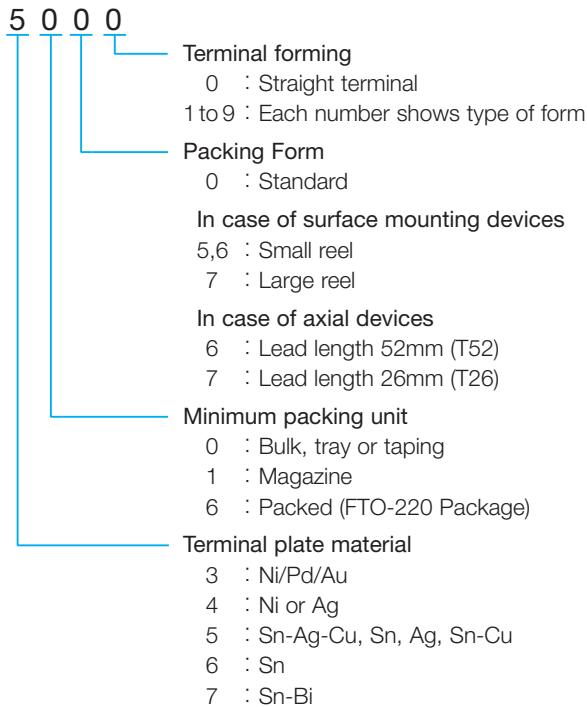 5 0 0 0
Terminal forming
0 : Straight terminal
1 to 9 : Each number shows type of form
Packing Form
0 : Standard
In case of surface mounting devices
5,6 : Small reel
7 : Large reel
In case of axial devices
6 : Lead length 52mm (T52)
7 : Lead length 26mm (T26)
Minimum packing unit
0 : Bulk, tray or taping
1 : Magazine
6 : Packed (FTO-220 Package)
Terminal plate material
3 : Ni/Pd/Au
4 : Ni or Ag
5 : Sn-Ag-Cu, Sn, Ag, Sn-Cu
6 : Sn
7 : Sn-Bi